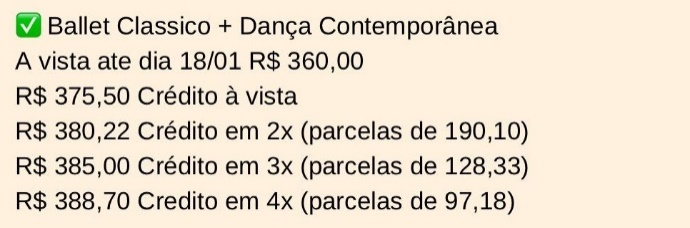 ✅ Ballet Classico + Dança Contemporânea
A vista ate dia 18/01 R$ 360,00
R$ 375,50 Crédito à vista
R$ 380,22 Crédito em 2x (parcelas de 190,10)
R$ 385,00 Crédito em 3x (parcelas de 128,33)
R$ 388,70 Credito em 4x (parcelas de 97,18)